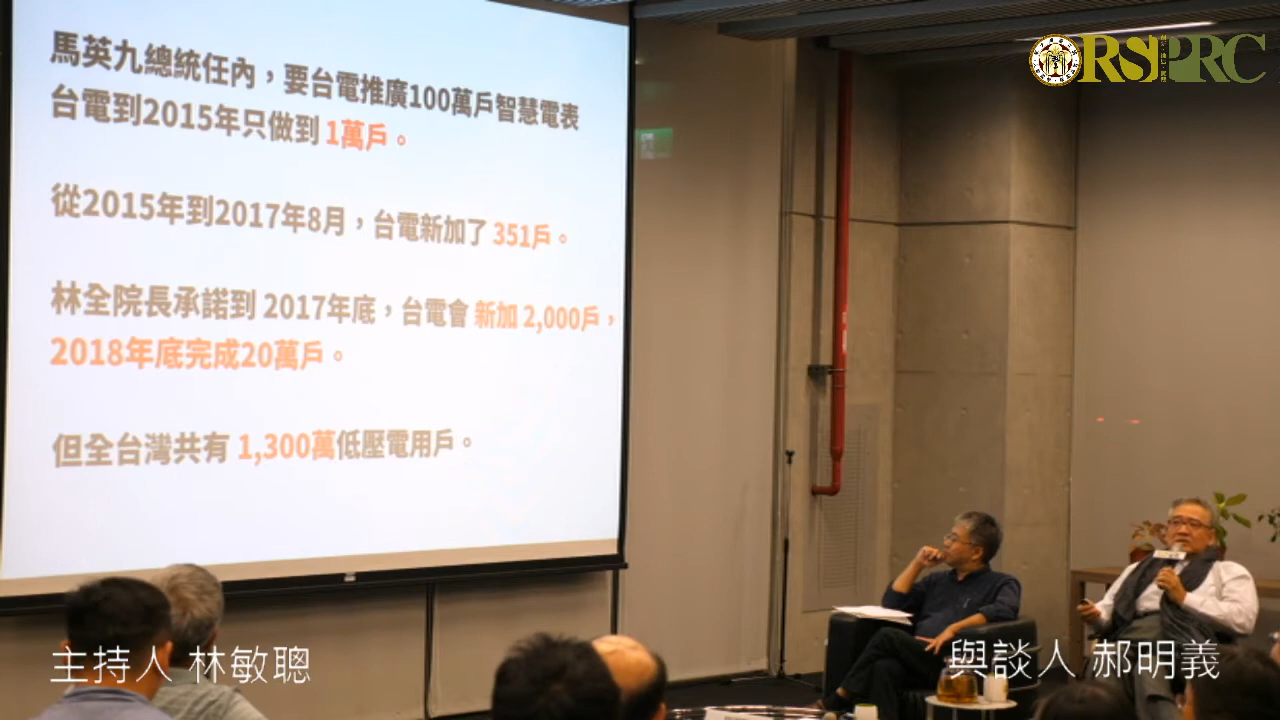 馬英九總統任內，要台電推廣100萬戶智慧電表
台電到2015年只做到 1萬戶。
從2015年到2017年8月，台電新加了 351戶。
林全院長承諾到 2017年底，台電會 新加 2,000戶，
2018年底完成20萬戶。
但全台灣共有 1,300萬低壓電用戶。
RSPRC
主持人 林敏聰
與談人 郝明義